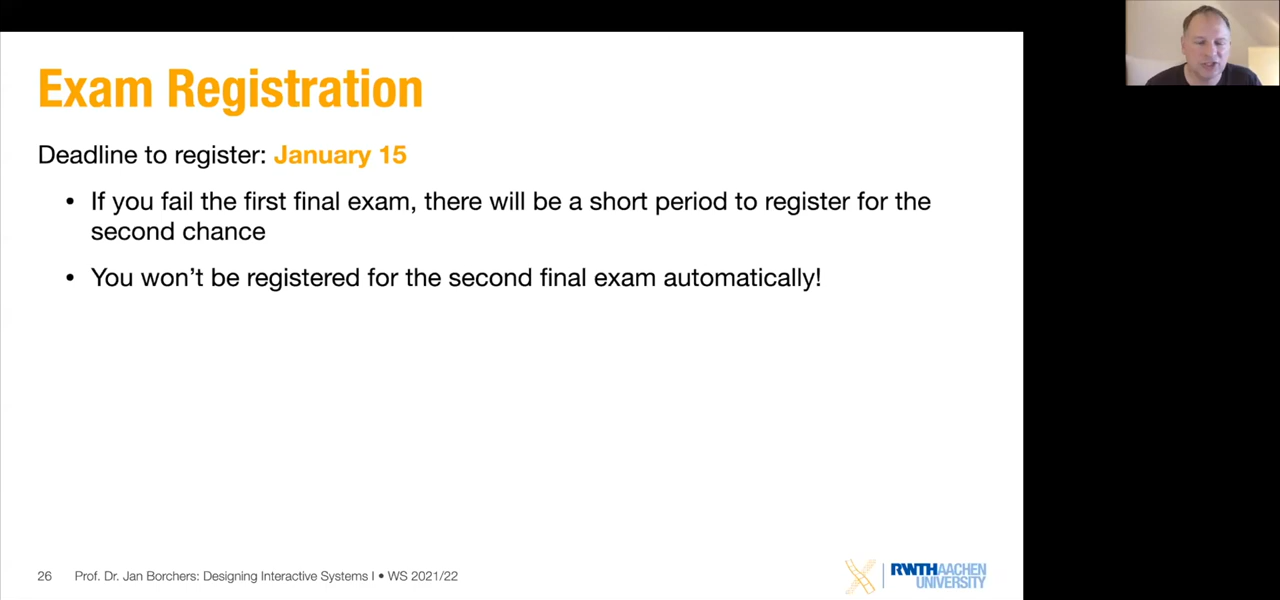 Exam Registration
Deadline to register: January 15
• If you fail the first final exam, there will be a short period to register for the
second chance
• You won’t be registered for the second final exam automatically!
26 Prof. Dr. Jan Borchers: Designing Interactive Systems I • WS 2021/22
RWTHAACHEN
UNIVERSITY